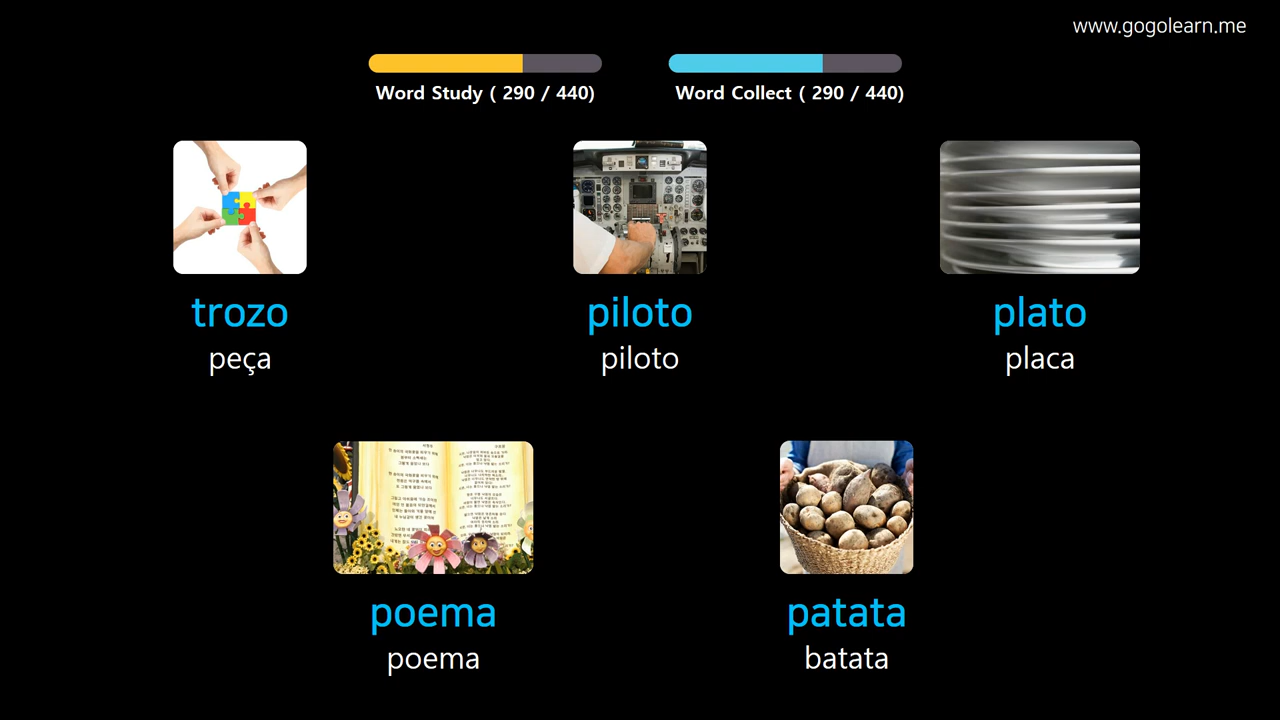 www.gogolearn.me
Word Study ( 290 / 440)
Word Collect ( 290 / 440)
trozo
peça
piloto
piloto
plato
placa
poema
poema
patata
batata